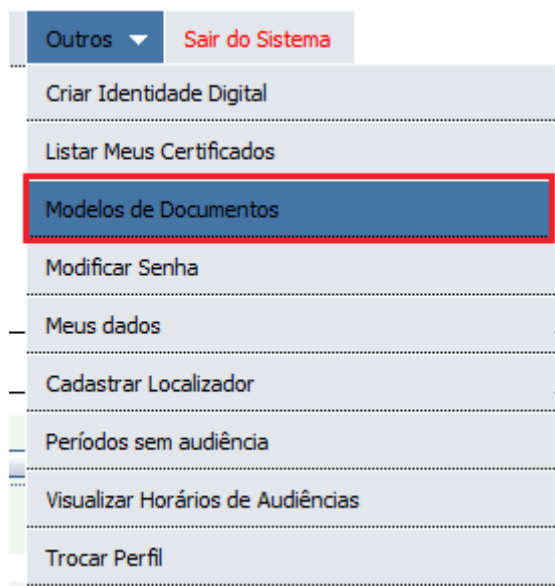 Outros Sair do Sistema
Criar Identidade Digital
Listar Meus Certificados
Modelos de Documentos
Modificar Senha
Meus dados
Cadastrar Localizador
Períodos sem audiência
Visualizar Horários de Audiências
Trocar Perfil